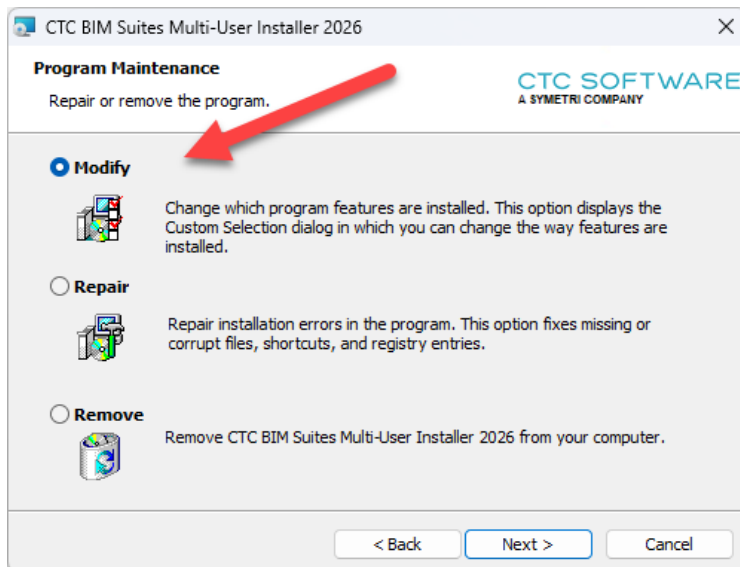 CTC BIM Suites Multi-User Installer 2026
Program Maintenance
Repair or remove the program.
CTC SOFTWARE
A SYMETRI COMPANY
Modify
Change which program features are installed. This option displays the
Custom Selection dialog in which you can change the way features are
installed.
Repair
Repair installation errors in the program. This option fixes missing or
corrupt files, shortcuts, and registry entries.
Remove
Remove CTC BIM Suites Multi-User Installer 2026 from your computer.
< Back Next > Cancel